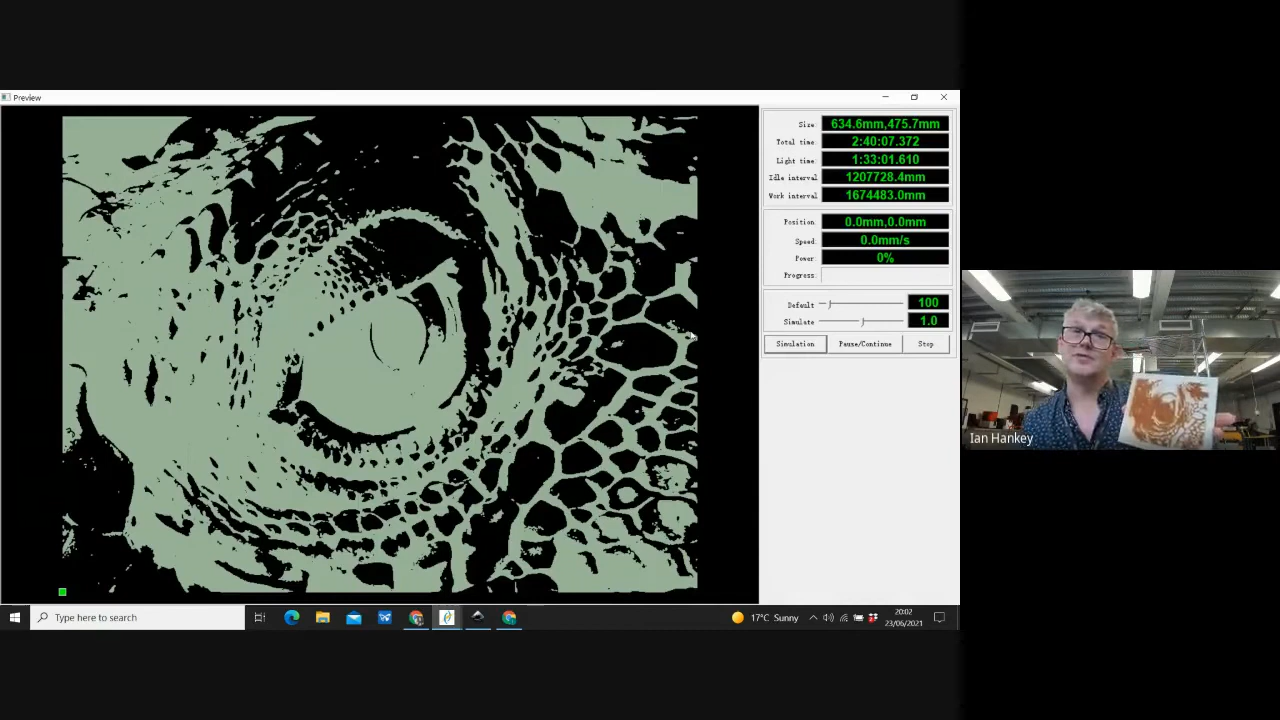 Preview
Size: 634.6mm,475.7mm
Total time: 2:40:07.372
Light time: 1:33:01.610
Idle interval 1207728.4mm
Work interval 1674483.0mm
Position: 0.0mm,0.0mm
Speed: 0.0mm/s
Power: 0%
Progress:
Default 100
Simulate 1.0
Simulation Pause/Continue Stop
Ian Hankey
Type here to search
17°C Sunny
20:02
23/06/2021